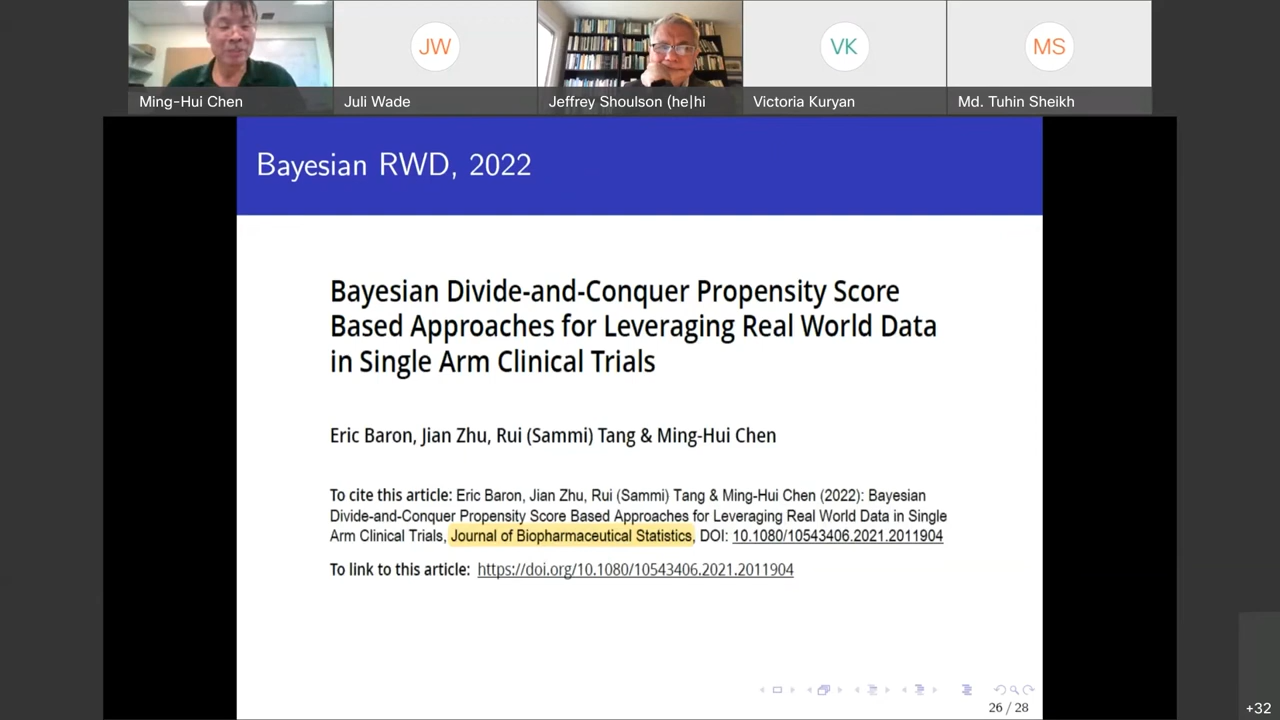 JW
VK
MS
Ming-Hui Chen
Juli Wade
Jeffrey Shoulson (he|hi
Victoria Kuryan
Md. Tuhin Sheikh
Bayesian RWD, 2022
Bayesian Divide-and-Conquer Propensity Score
Based Approaches for Leveraging Real World Data
in Single Arm Clinical Trials
Eric Baron, Jian Zhu, Rui (Sammi) Tang & Ming-Hui Chen
To cite this article: Eric Baron, Jian Zhu, Rui (Sammi) Tang & Ming-Hui Chen (2022): Bayesian
Divide-and-Conquer Propensity Score Based Approaches for Leveraging Real World Data in Single
Arm Clinical Trials, Journal of Biopharmaceutical Statistics, DOI: 10.1080/10543406.2021.2011904
To link to this article: https://doi.org/10.1080/10543406.2021.2011904
26 / 28
+32